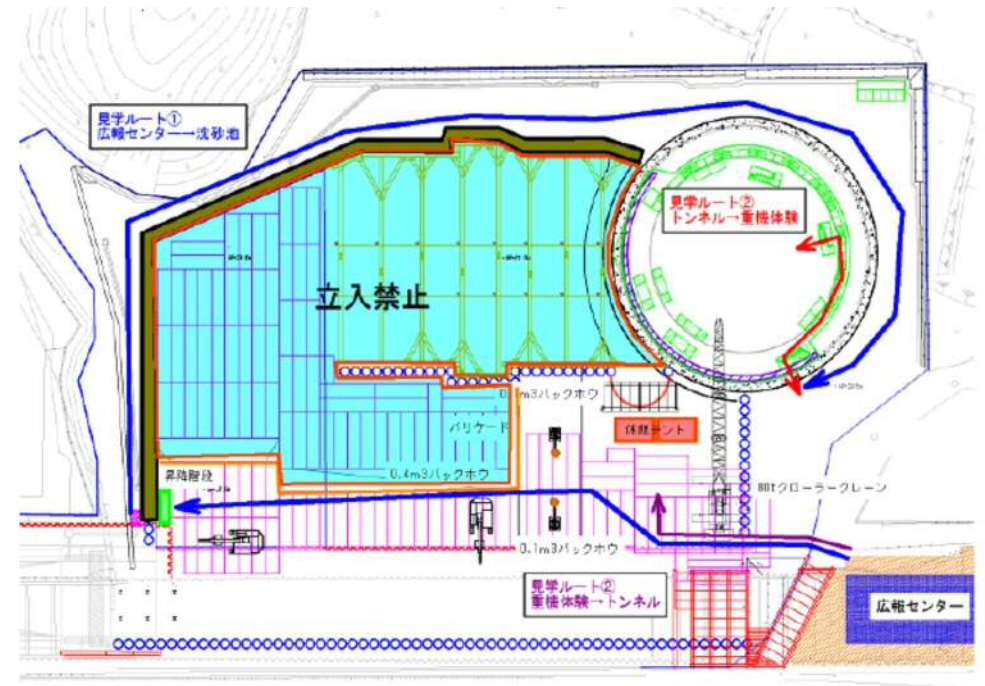 見学ルート①
広報センター→沈砂池
見学ルート②
トンネル→重機体験
立入禁止
0.1m3バックホウ
バリケード
休憩テント
0.4m3バックホウ
昇降階段
80tクローラークレーン
0.1m3バックホウ
見学ルート②
重機体験→トンネル
広報センター